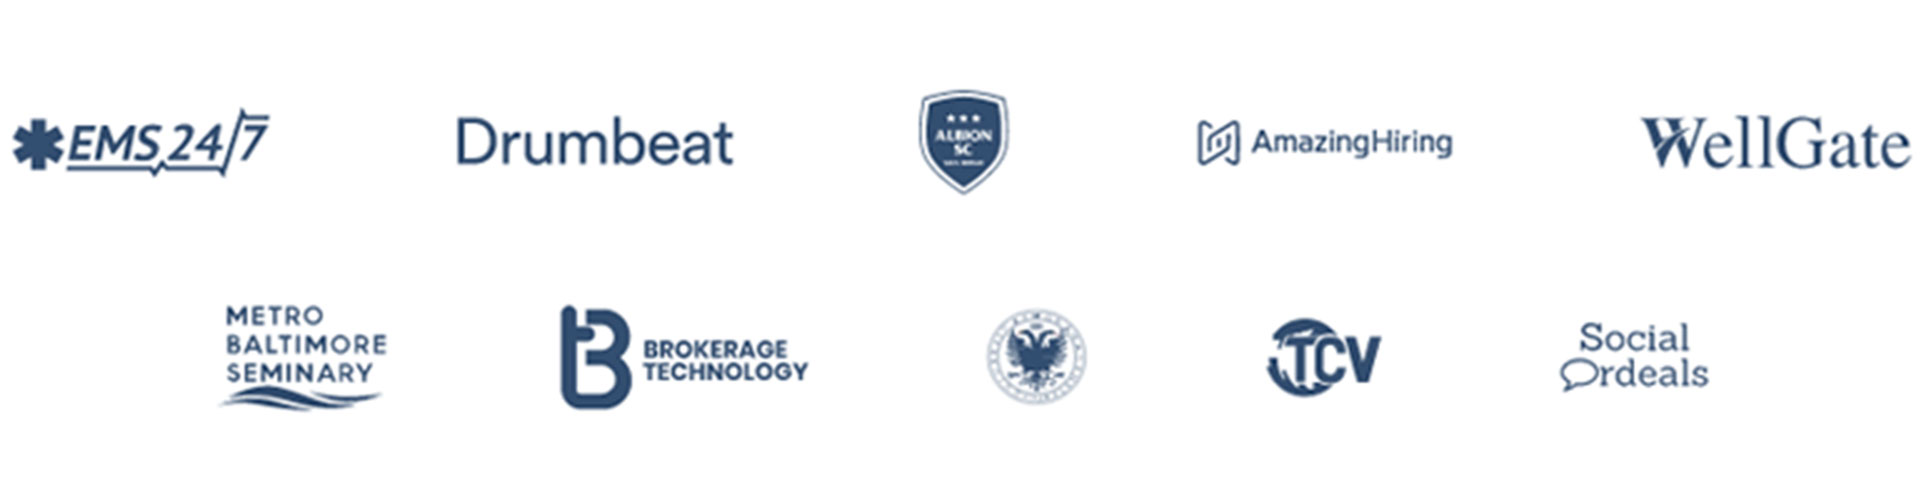 EMS 24/7
Drumbeat
ALBION
SC
AmazingHiring
WellGate
METRO
BALTIMORE
SEMINARY
BROKERAGE
TECHNOLOGY
TCV
Social
Ordeals